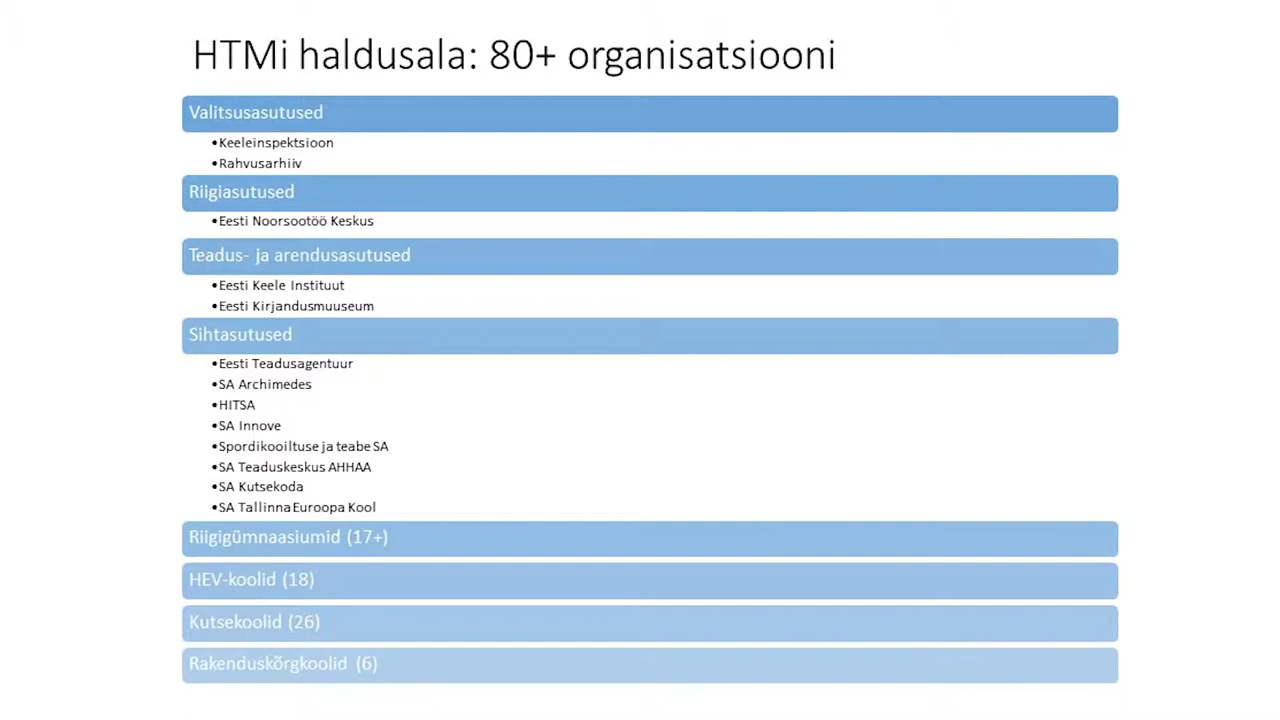 HTMi haldusala: 80+ organisatsiooni
Valitsusasutused
•Keeleinspektsioon
•Rahvusarhiiv
Riigiasutused
•Eesti Noorsootöö Keskus
Teadus- ja arendusasutused
•Eesti Keele Instituut
•Eesti Kirjandusmuuseum
Sihtasutused
•Eesti Teadusagentuur
•SA Archimedes
•HITSA
•SA Innove
•Spordikooiltuse ja teabe SA
•SA Teaduskeskus AHHAA
•SA Kutsekoda
•SA Tallinna Euroopa Kool
Riigigümnaasiumid (17+)
HEV-koolid (18)
Kutsekoolid (26)
Rakenduskõrgkoolid (6)